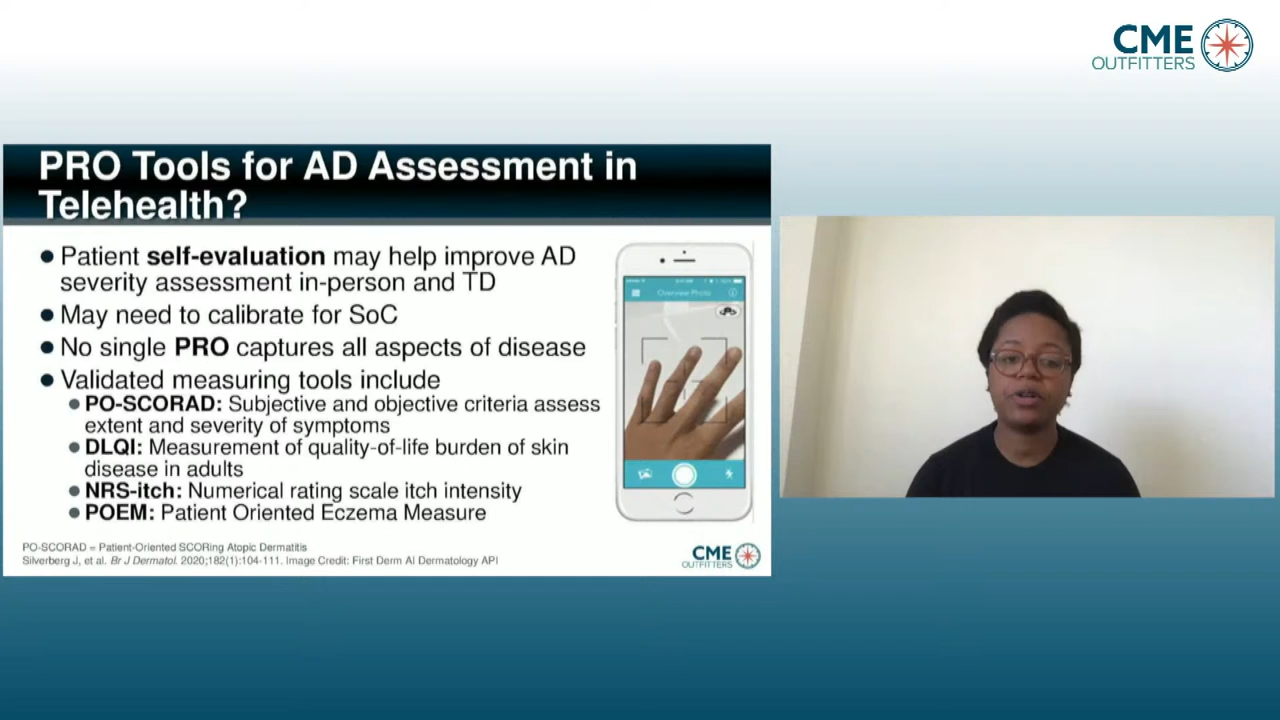 CME
OUTFITTERS
PRO Tools for AD Assessment in
Telehealth?
● Patient self-evaluation may help improve AD
severity assessment in-person and TD
● May need to calibrate for SoC
● No single PRO captures all aspects of disease
● Validated measuring tools include
● PO-SCORAD: Subjective and objective criteria assess
extent and severity of symptoms
● DLQI: Measurement of quality-of-life burden of skin
disease in adults
● NRS-itch: Numerical rating scale itch intensity
● POEM: Patient Oriented Eczema Measure
Overview Photo
PO-SCORAD = Patient-Oriented SCORing Atopic Dermatitis
Silverberg J, et al. Br J Dermatol. 2020;182(1):104-111. Image Credit: First Derm AI Dermatology API
CME
OUTFITTERS